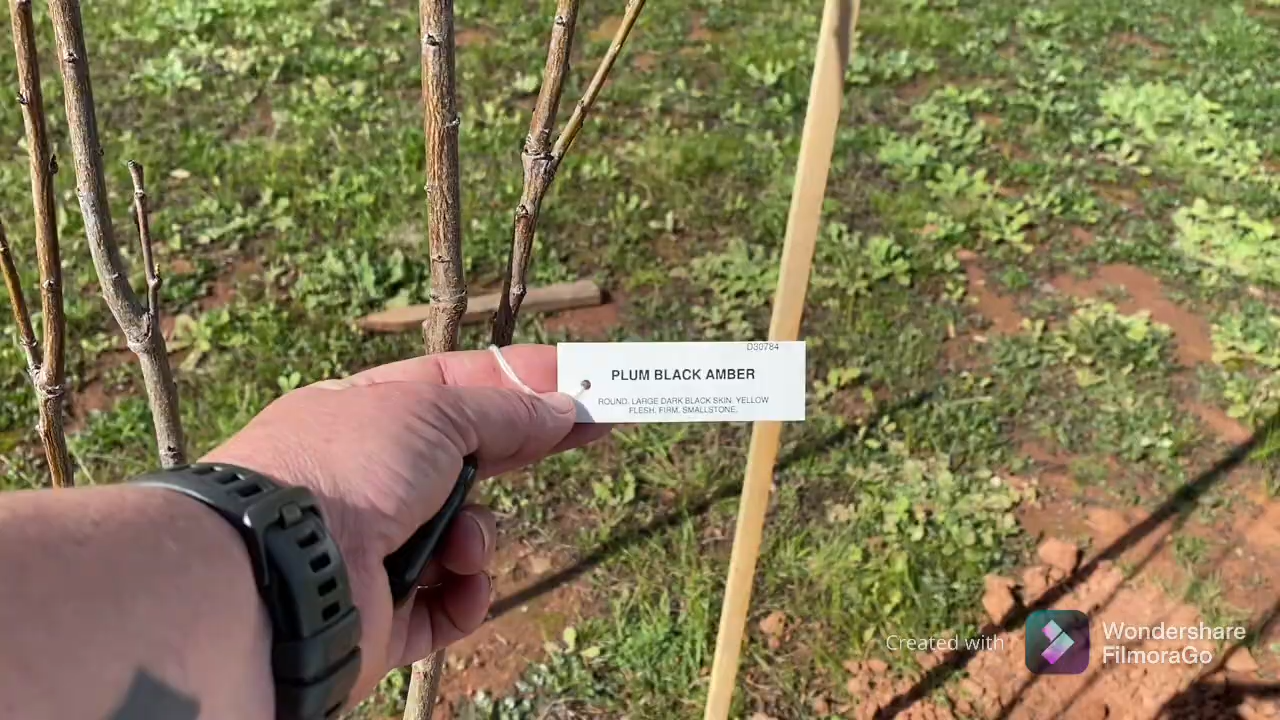 D30784
PLUM BLACK AMBER
ROUND. LARGE DARK BLACK SKIN. YELLOW
FLESH. FIRM. SMALLSTONE.
Created with
Wondershare
FilmoraGo